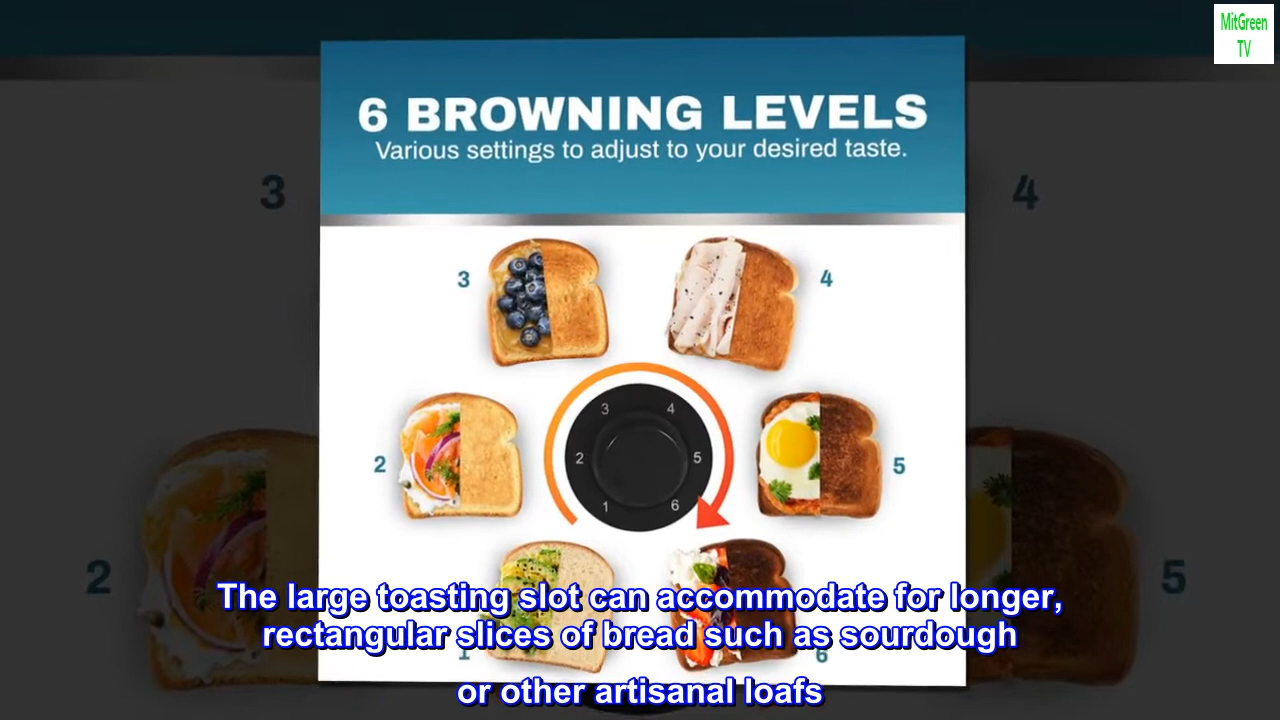 MitGreen
TV
6 BROWNING LEVELS
Various settings to adjust to your desired taste.
3
4
3
4
3
4
2
5
2
5
1
6
2
5
The large toasting slot can accommodate for longer,
rectangular slices of bread such as sourdough
1
6
or other artisanal loafs